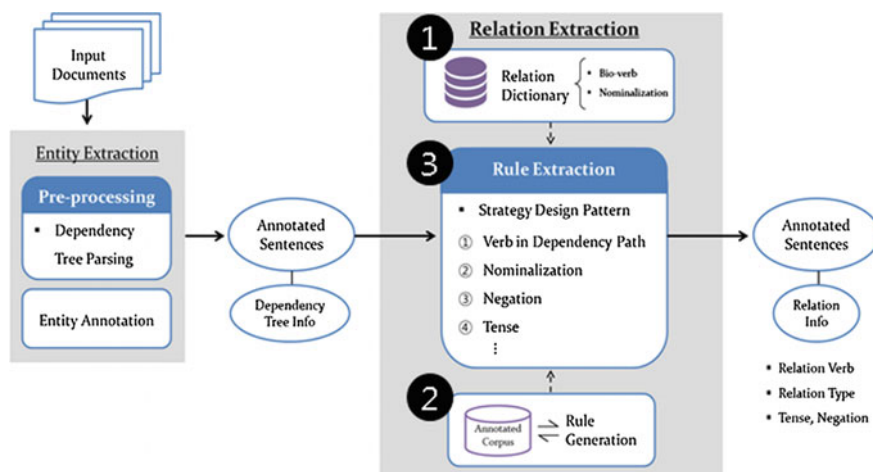 Input
Documents
Entity Extraction
Pre-processing
▪ Dependency
Tree Parsing
Entity Annotation
Annotated
Sentences
Dependency
Tree Info
Relation Extraction
1
Relation
Dictionary
▪ Bio-verb
▪ Nominalization
3
Rule Extraction
▪ Strategy Design Pattern
① Verb in Dependency Path
② Nominalization
③ Negation
④ Tense
⋮
2
Annotated
Corpus
Rule
Generation
Annotated
Sentences
Relation
Info
▪ Relation Verb
▪ Relation Type
▪ Tense, Negation